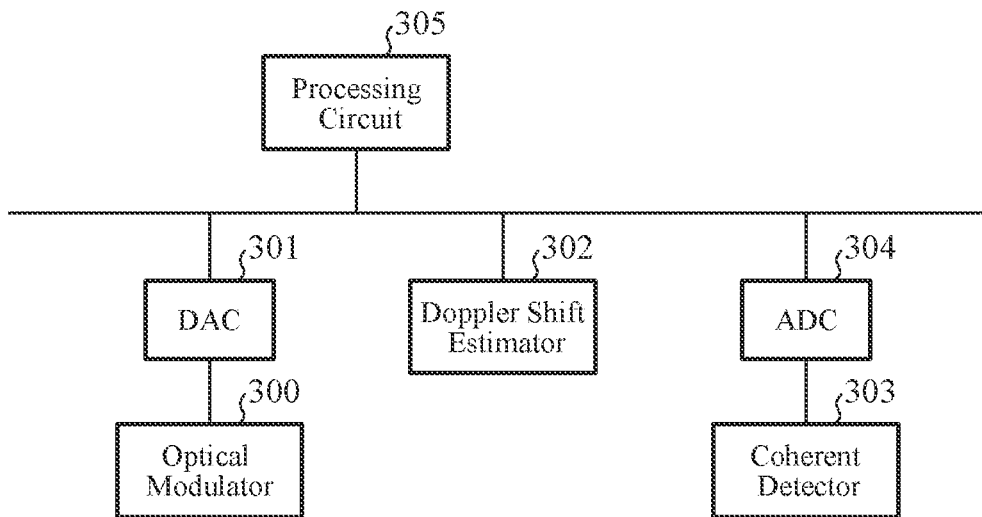 305
Processing
Circuit
301
302
304
DAC
Doppler Shift
Estimator
ADC
300
303
Optical
Modulator
Coherent
Detector